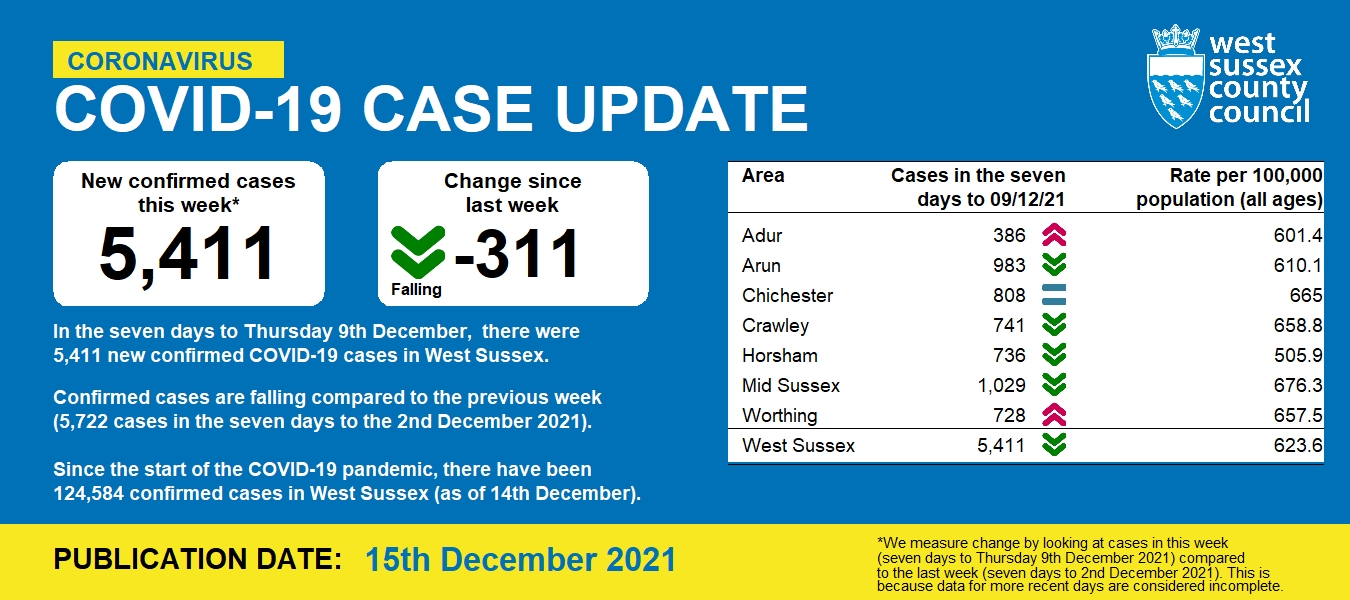 CORONAVIRUS
COVID-19 CASE UPDATE
west
sussex
county
council
New confirmed cases
this week*
5,411
Change since
last week
-311
Falling
In the seven days to Thursday 9th December, there were
5,411 new confirmed COVID-19 cases in West Sussex.
Confirmed cases are falling compared to the previous week
(5,722 cases in the seven days to the 2nd December 2021).
Since the start of the COVID-19 pandemic, there have been
124,584 confirmed cases in West Sussex (as of 14th December).
Area Cases in the seven Rate per 100,000
days to 09/12/21 population (all ages)
Adur 386 601.4
Arun 983 610.1
Chichester 808 665
Crawley 741 658.8
Horsham 736 505.9
Mid Sussex 1,029 676.3
Worthing 728 657.5
West Sussex 5,411 623.6
PUBLICATION DATE: 15th December 2021
*We measure change by looking at cases in this week
(seven days to Thursday 9th December 2021) compared
to the last week (seven days to 2nd December 2021). This is
because data for more recent days are considered incomplete.